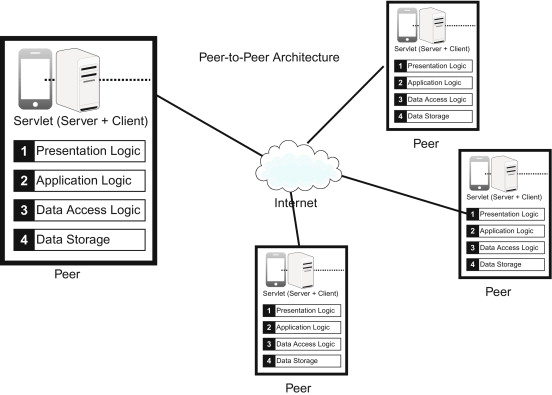 Peer-to-Peer Architecture
Servlet (Server + Client)
1 Presentation Logic
2 Application Logic
3 Data Access Logic
4 Data Storage
Peer
Servlet (Server + Client)
1 Presentation Logic
2 Application Logic
3 Data Access Logic
4 Data Storage
Peer
Internet
Servlet (Server + Client)
1 Presentation Logic
2 Application Logic
3 Data Access Logic
4 Data Storage
Peer
Servlet (Server + Client)
1 Presentation Logic
2 Application Logic
3 Data Access Logic
4 Data Storage
Peer